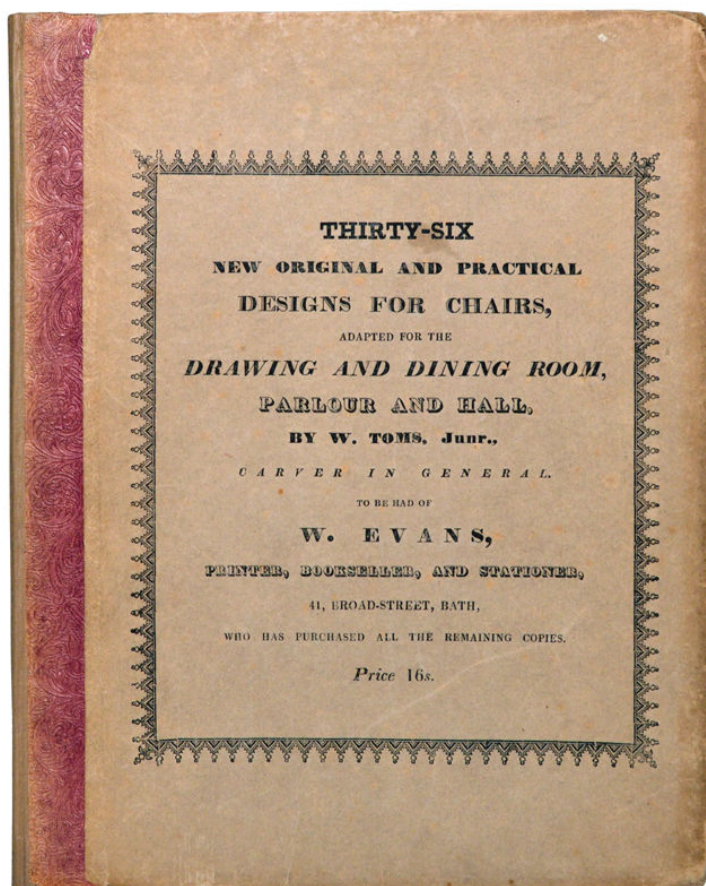 THIRTY-SIX
NEW ORIGINAL AND PRACTICAL
DESIGNS FOR CHAIRS,
ADAPTED FOR THE
DRAWING AND DINING ROOM,
PARLOUR AND HALL,
BY W. TOMS, Junr.,
CARVER IN GENERAL.
TO BE HAD OF
W. EVANS,
PRINTER, BOOKSELLER, AND STATIONER,
41, BROAD-STREET, BATH,
WHO HAS PURCHASED ALL THE REMAINING COPIES.
Price 16s.